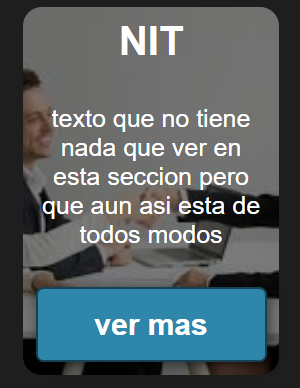 NIT
texto que no tiene
nada que ver en
esta seccion pero
que aun asi esta de
todos modos
ver mas